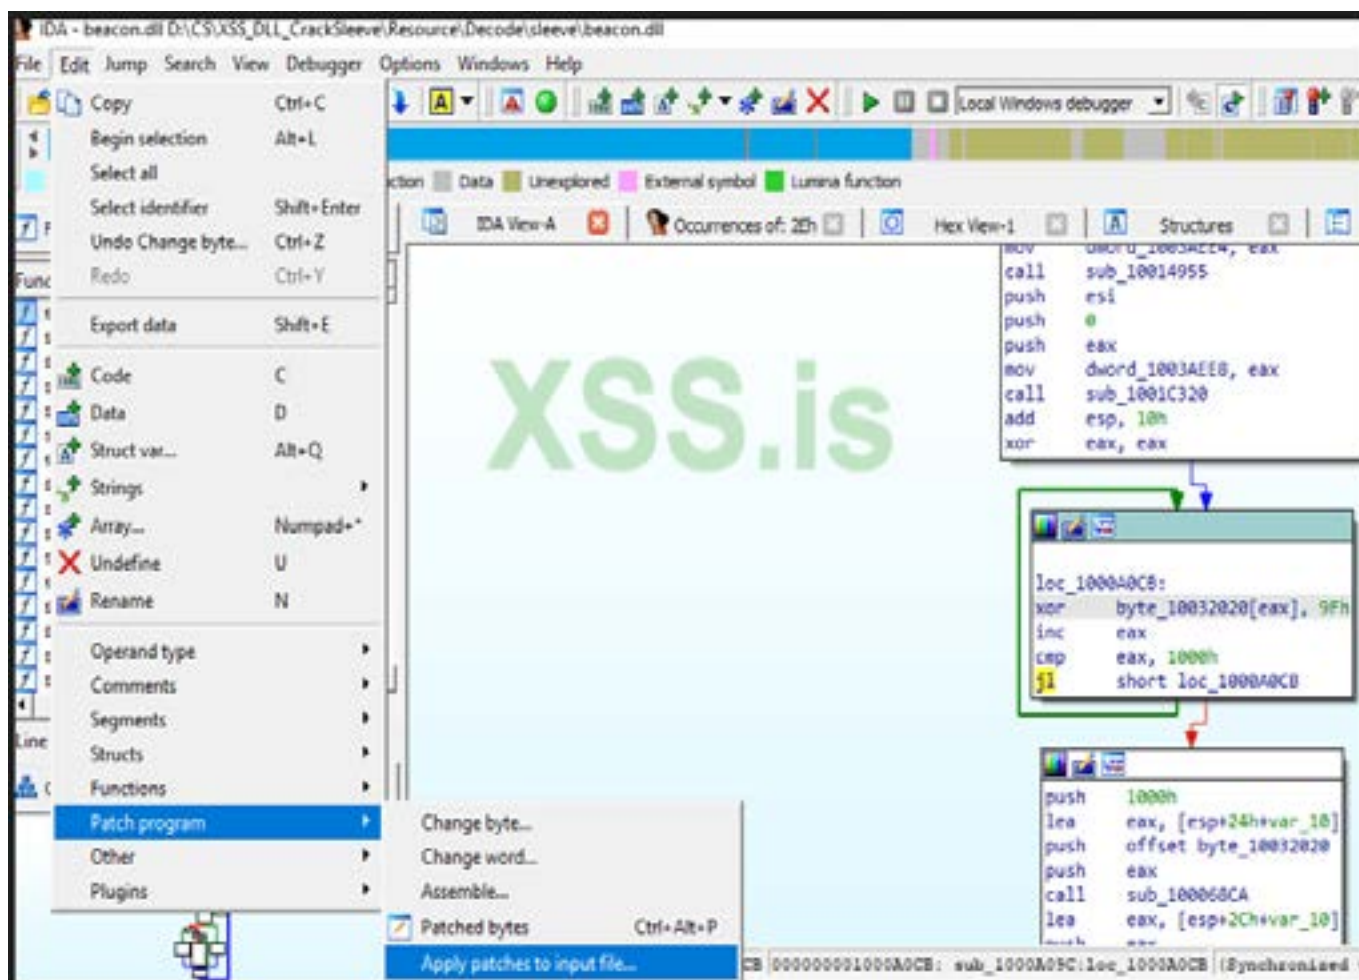 IDA - beacon.dll D:\CS\XSS_DLL_CrackSleeve\Resource\Decode\sleeve\beacon.dll
File Edit Jump Search View Debugger Options Windows Help
Copy Ctrl+C
Begin selection Alt+L
Select all
Select identifier Shift+Enter
Undo Change byte... Ctrl+Z
Redo Ctrl+Y
Export data Shift+E
Code C
Data D
Struct var... Alt+Q
Strings
Array... Numpad+*
Undefine U
Rename N
Operand type
Comments
Segments
Structs
Functions
Patch program
Other
Plugins
Change byte...
Change word...
Assemble...
Patched bytes Ctrl+Alt+P
Apply patches to input file...
Local Windows debugger
Data Unexplored External symbol Lumina function
IDA View-A Occurrences of: 2Eh Hex View-1 Structures
Func
Line
XSS.is
mov dword_1003AEE4, eax
call sub_10014955
push esi
push 0
push eax
mov dword_1003AEE8, eax
call sub_1001C320
add esp, 10h
xor eax, eax
loc_1000A0CB:
xor byte_10032020[eax], 9Fh
inc eax
cmp eax, 1000h
jl short loc_1000A0CB
push 1000h
lea eax, [esp+24h+var_10]
push offset byte_10032020
push eax
call sub_100068CA
lea eax, [esp+2Ch+var_10]
CB 000000001000A0CB: sub_1000A09C:loc_1000A0CB (Synchronized